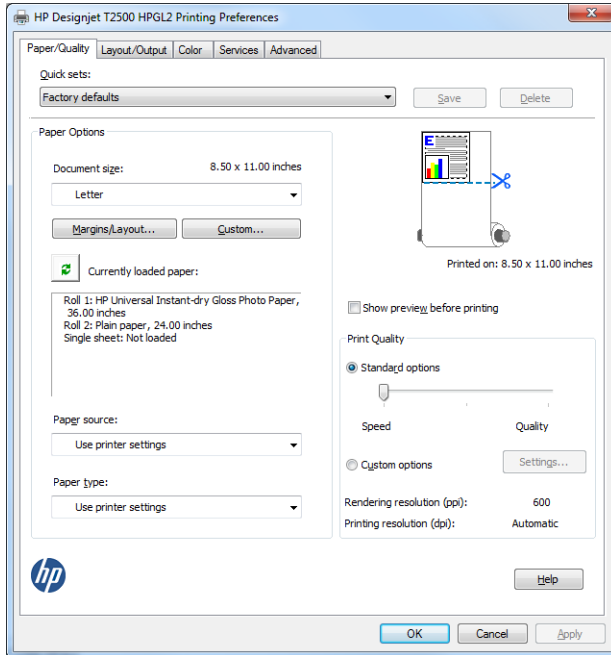 HP Designjet T2500 HPGL2 Printing Preferences
Paper/Quality Layout/Output Color Services Advanced
Quick sets:
Factory defaults
Save Delete
Paper Options
Document size: 8.50 x 11.00 inches
Letter
Margins/Layout... Custom...
Currently loaded paper:
Roll 1: HP Universal Instant-dry Gloss Photo Paper,
36.00 inches
Roll 2: Plain paper, 24.00 inches
Single sheet: Not loaded
Paper source:
Use printer settings
Paper type:
Use printer settings
E
Printed on: 8.50 x 11.00 inches
Show preview before printing
Print Quality
Standard options
Speed Quality
Custom options Settings...
Rendering resolution (ppi): 600
Printing resolution (dpi): Automatic
hp
Help
OK Cancel Apply